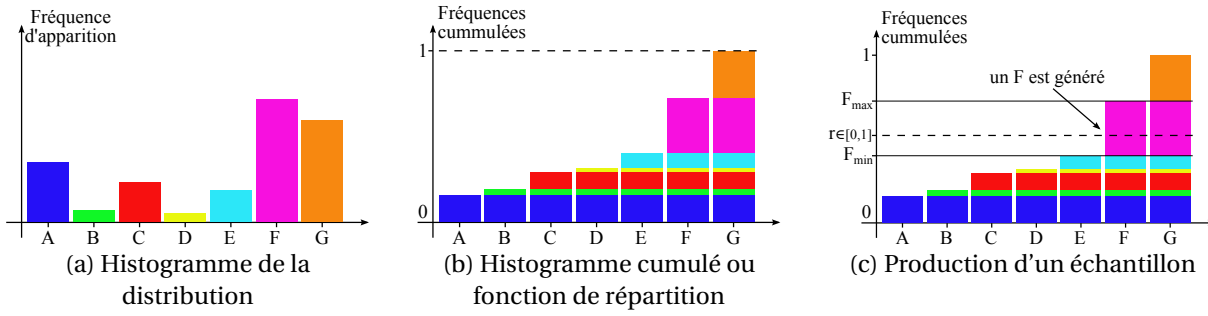 Fréquence
d'apparition
A B C D E F G
(a) Histogramme de la
distribution
Fréquences
cummulées
1
0
A B C D E F G
(b) Histogramme cumulé ou
fonction de répartition
Fréquences
cummulées
1
un F est généré
Fmax
r∈[0,1]
Fmin
0
A B C D E F G
(c) Production d'un échantillon